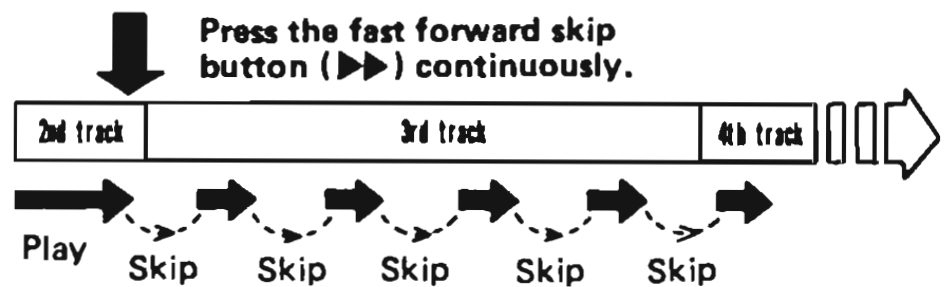 Press the fast forward skip
button (▶▶) continuously.
2nd track 3rd track 4th track
Play
Skip Skip Skip Skip Skip